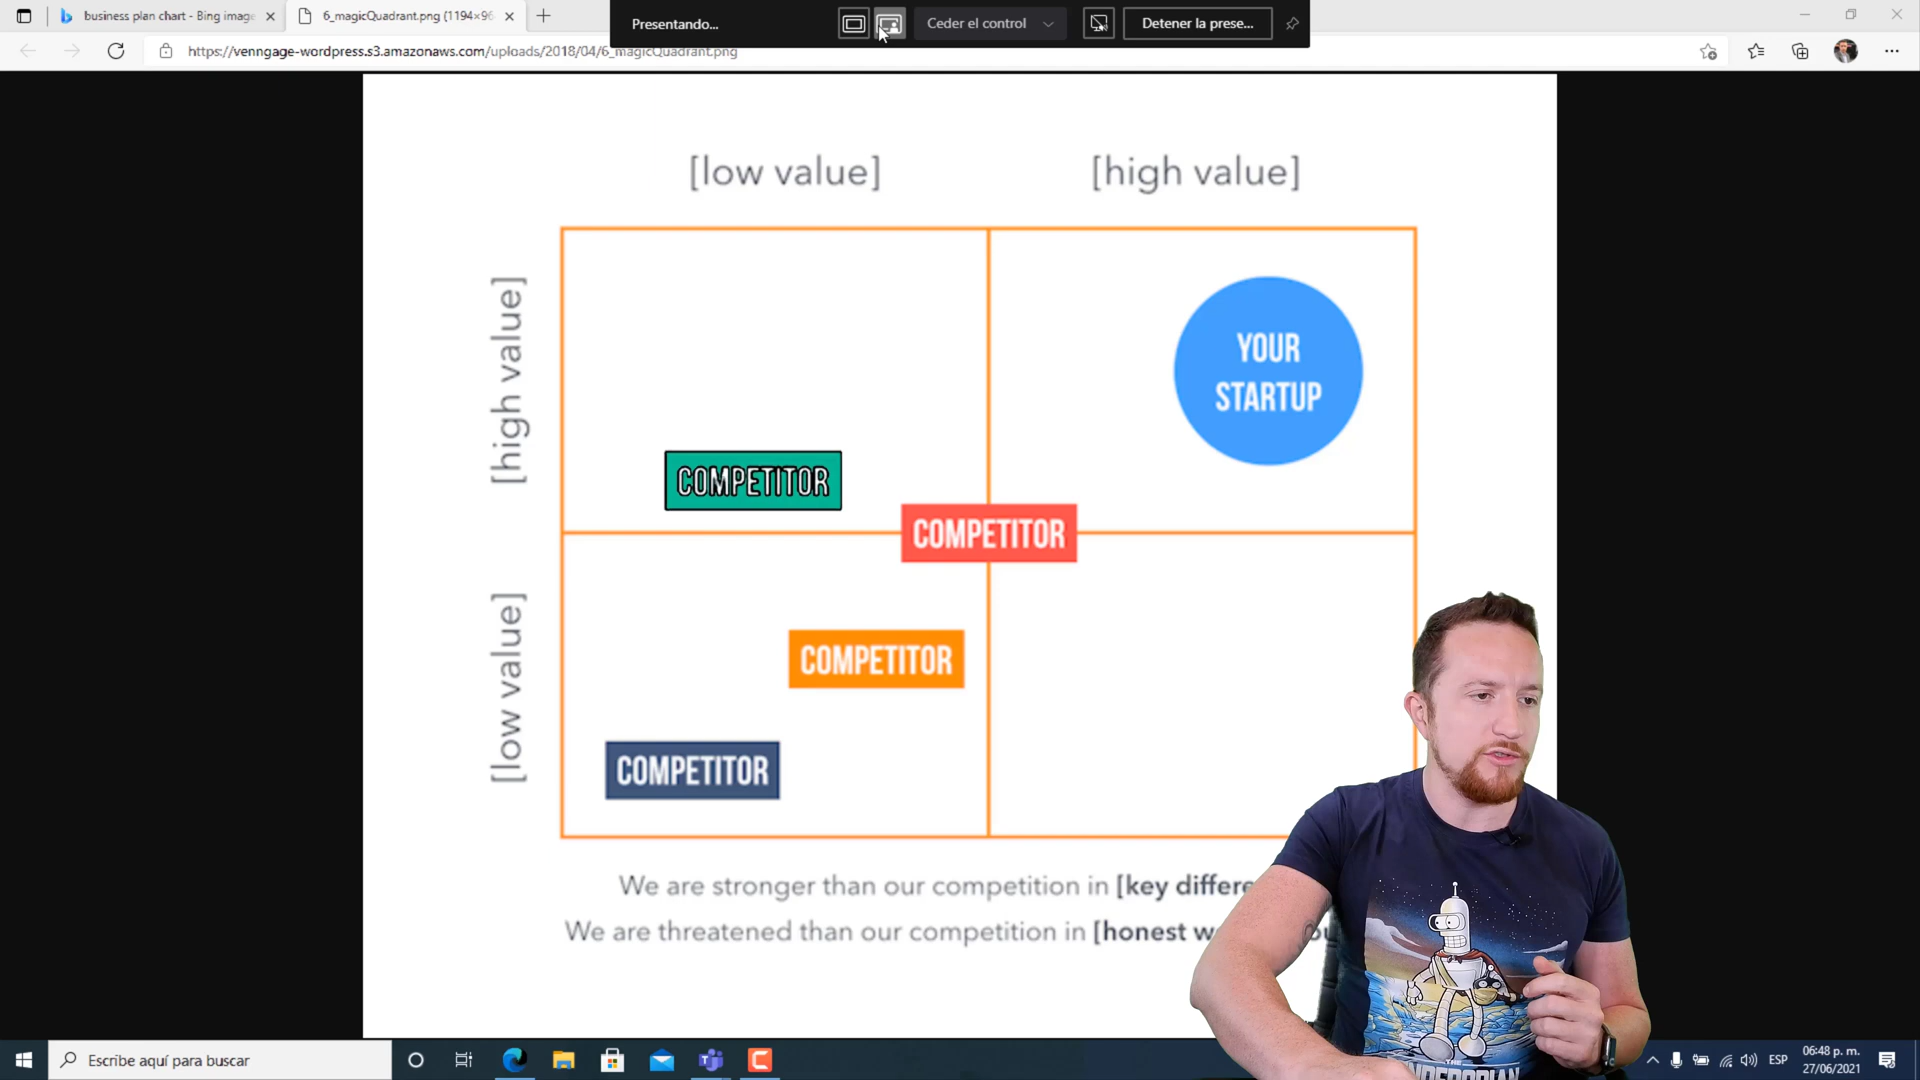 business plan chart - Bing image
6_magicQuadrant.png (1194×96
Presentando...
Ceder el control
Detener la prese...
https://venngage-wordpress.s3.amazonaws.com/uploads/2018/04/6_magicQuadrant.png
[low value]
[high value]
[high value]
YOUR
STARTUP
COMPETITOR
COMPETITOR
[low value]
COMPETITOR
COMPETITOR
We are stronger than our competition in [key differe
We are threatened than our competition in [honest w
THE
Escribe aquí para buscar
ESP
06:48 p. m.
27/06/2021